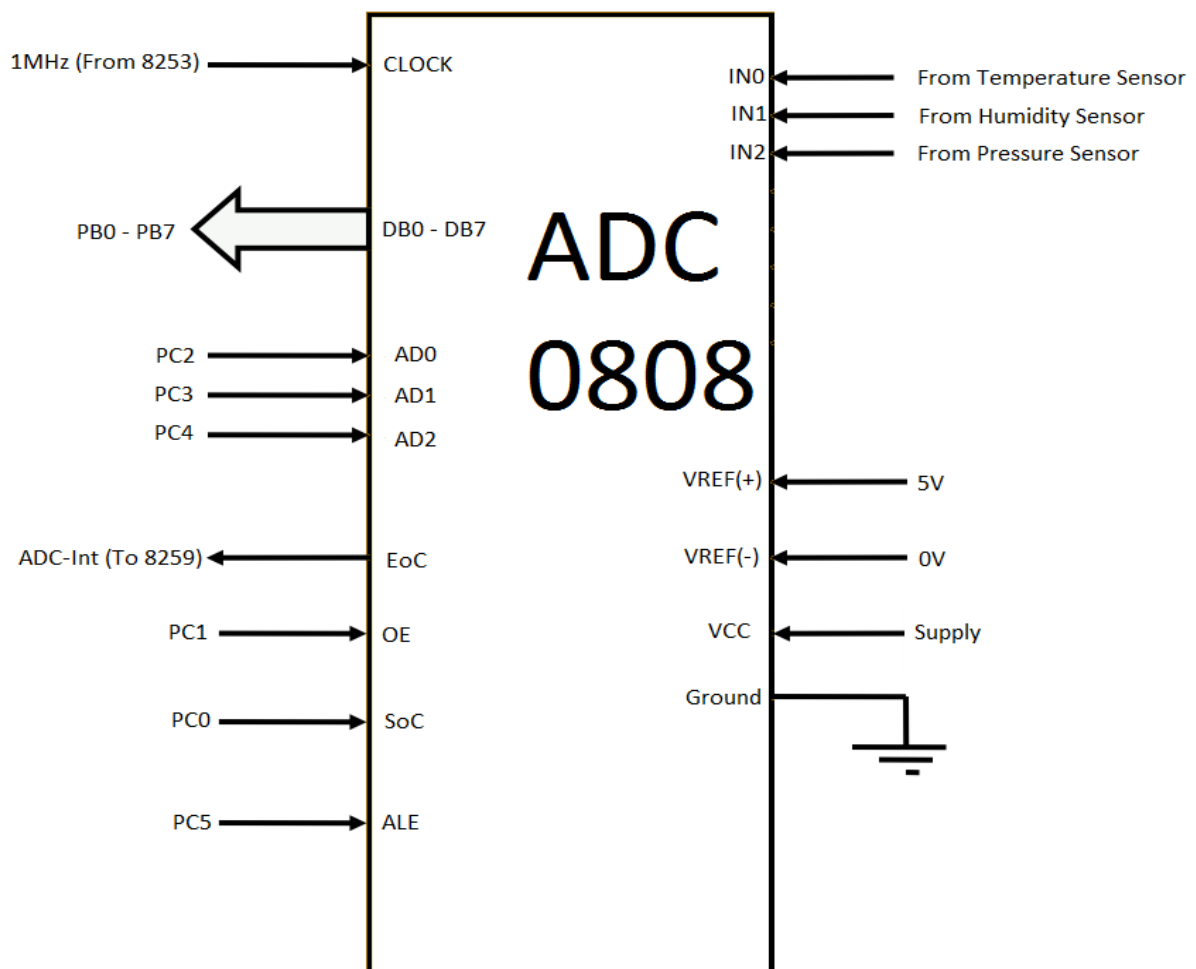 1MHz (From 8253)
CLOCK
IN0
From Temperature Sensor
IN1
From Humidity Sensor
IN2
From Pressure Sensor
PB0 - PB7
DB0 - DB7
ADC
0808
PC2
AD0
PC3
AD1
PC4
AD2
VREF(+)
5V
ADC-Int (To 8259)
EoC
VREF(-)
0V
PC1
OE
VCC
Supply
Ground
PC0
SoC
PC5
ALE